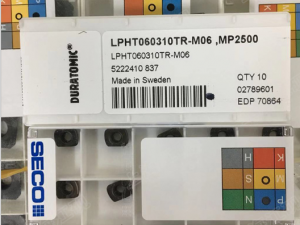 DURATOMIC®
LPHT060310TR-M06 ,MP2500
LPHT060310TR-M06
5222410 837
Made in Sweden
QTY 10
02789601
EDP 70864
SECO
M
P
H
K
K
S
M
N
P